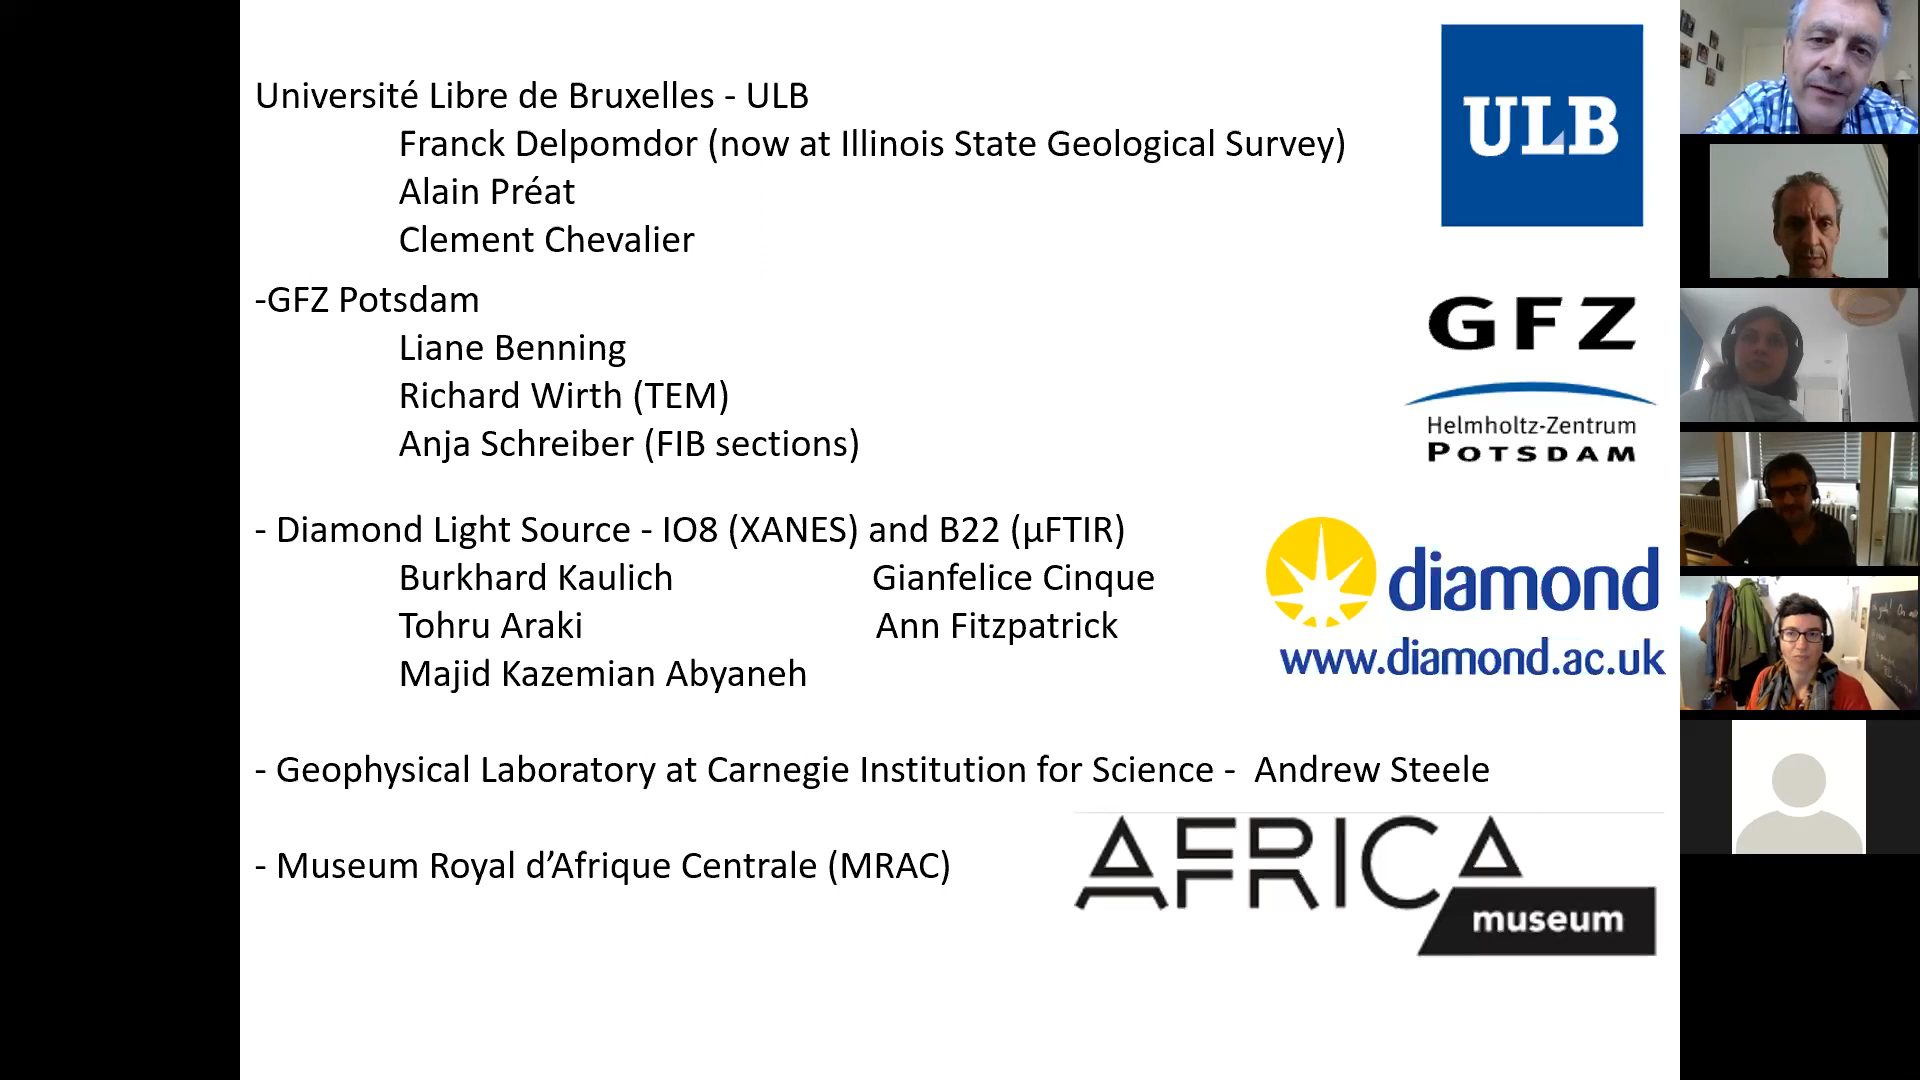 Université Libre de Bruxelles - ULB
Franck Delpomdor (now at Illinois State Geological Survey)
Alain Préat
Clement Chevalier
ULB
-GFZ Potsdam
Liane Benning
Richard Wirth (TEM)
Anja Schreiber (FIB sections)
GFZ
Helmholtz-Zentrum
POTSDAM
- Diamond Light Source - IO8 (XANES) and B22 (µFTIR)
Burkhard Kaulich Gianfelice Cinque
Tohru Araki Ann Fitzpatrick
Majid Kazemian Abyaneh
diamond
www.diamond.ac.uk
- Geophysical Laboratory at Carnegie Institution for Science - Andrew Steele
- Museum Royal d’Afrique Centrale (MRAC)
AFRICA
museum